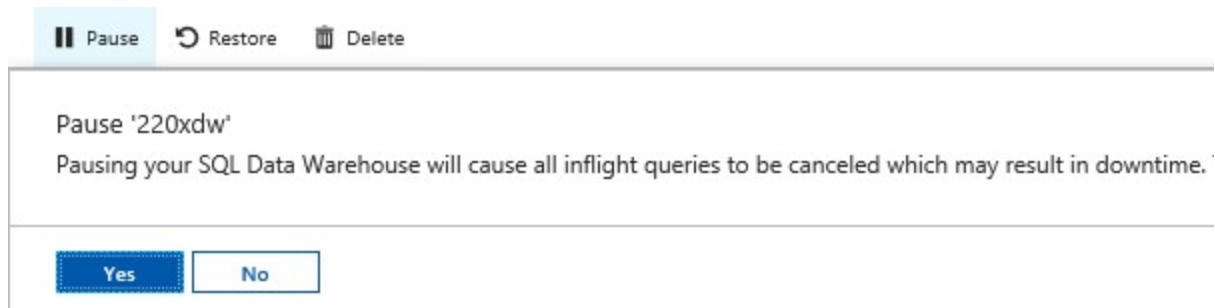 Pause Restore Delete
Pause '220xdw'
Pausing your SQL Data Warehouse will cause all inflight queries to be canceled which may result in downtime.
Yes No